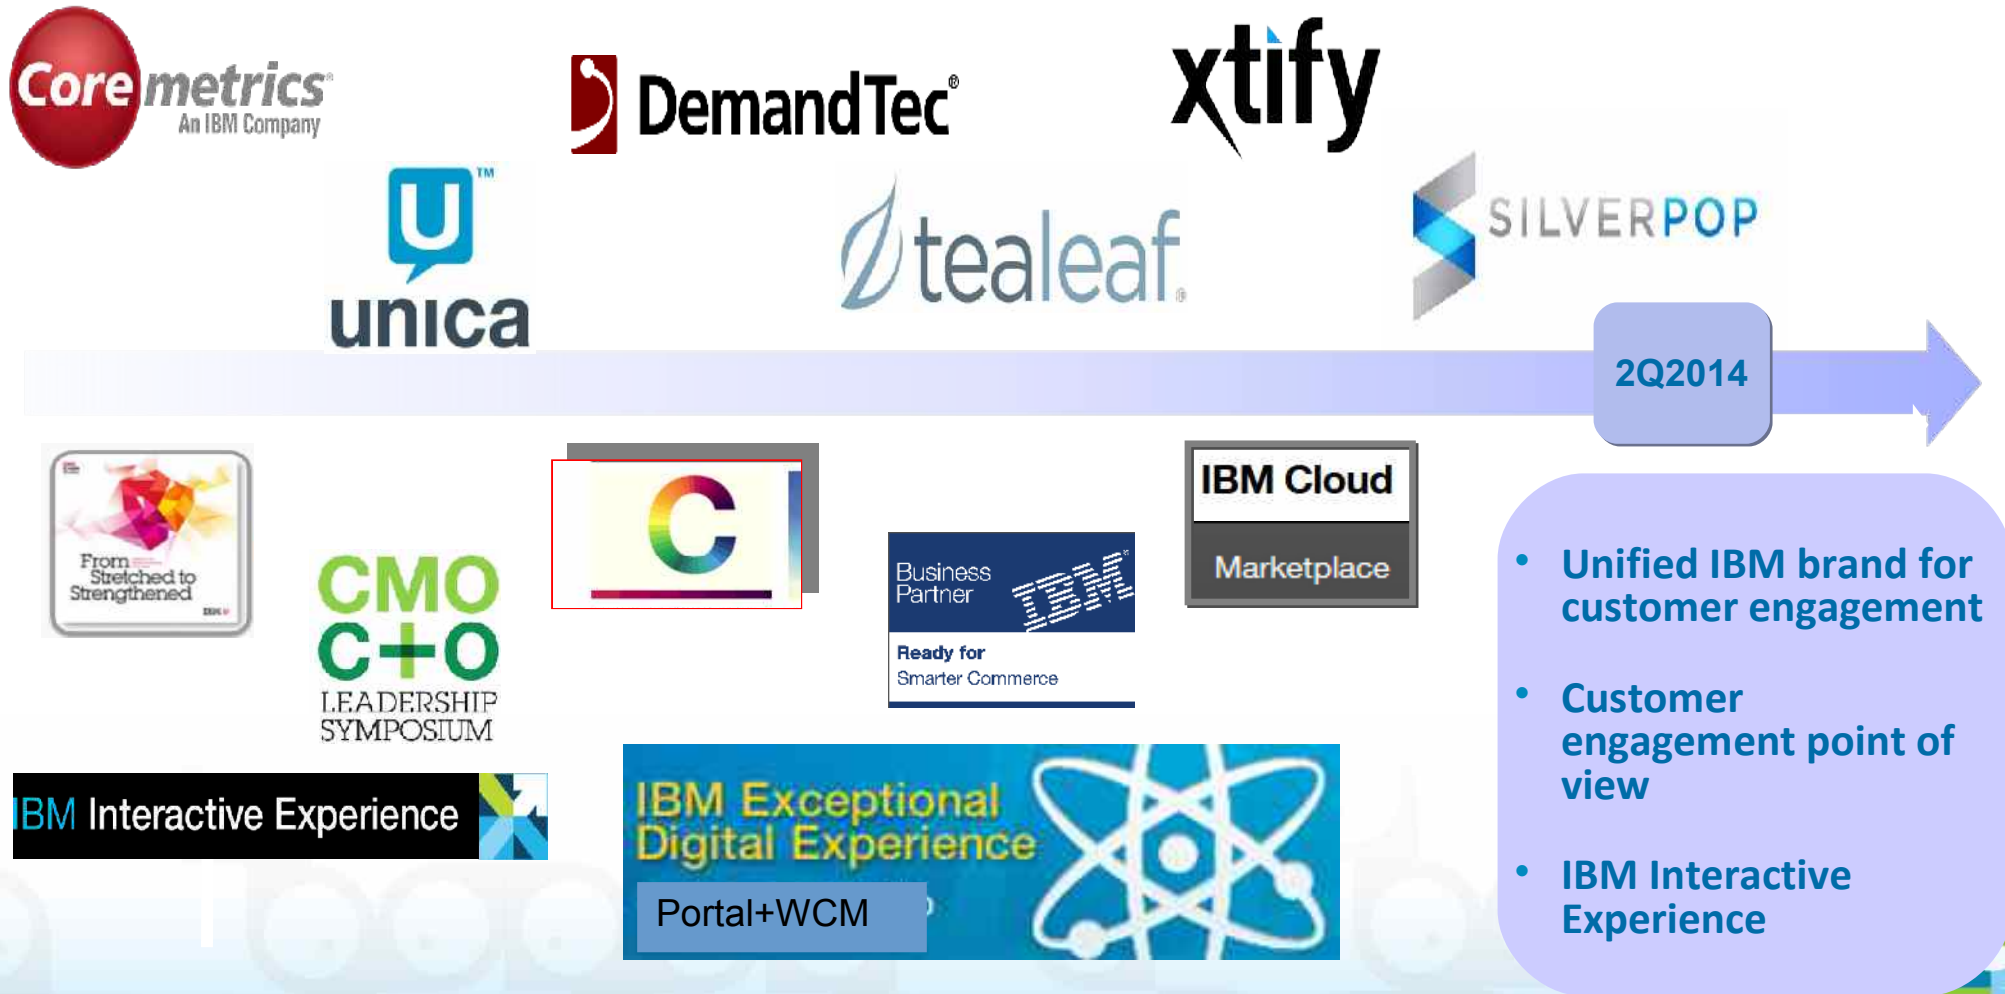 Coremetrics®
An IBM Company
DemandTec®
xtify
unica™
tealeaf®
SILVERPOP
2Q2014
From
Stretched to
Strengthened
IBM
CMO
C+O
LEADERSHIP
SYMPOSIUM
C
Business
Partner
IBM®
Ready for
Smarter Commerce
IBM Cloud
Marketplace
IBM Interactive Experience
IBM Exceptional
Digital Experience
Portal+WCM
• Unified IBM brand for
customer engagement
• Customer
engagement point of
view
• IBM Interactive
Experience